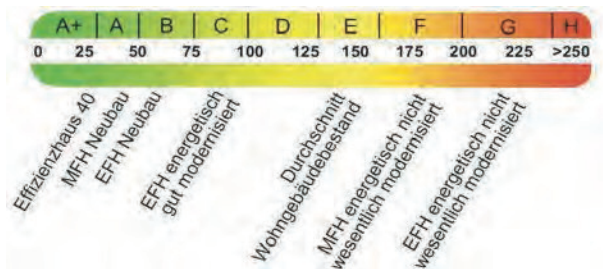 A+ A B C D E F G H
0 25 50 75 100 125 150 175 200 225 >250
Effizienzhaus 40
MFH Neubau
EFH Neubau
EFH energetisch
gut modernisiert
Durchschnitt
Wohngebäudebestand
MFH energetisch nicht
wesentlich modernisiert
EFH energetisch nicht
wesentlich modernisiert